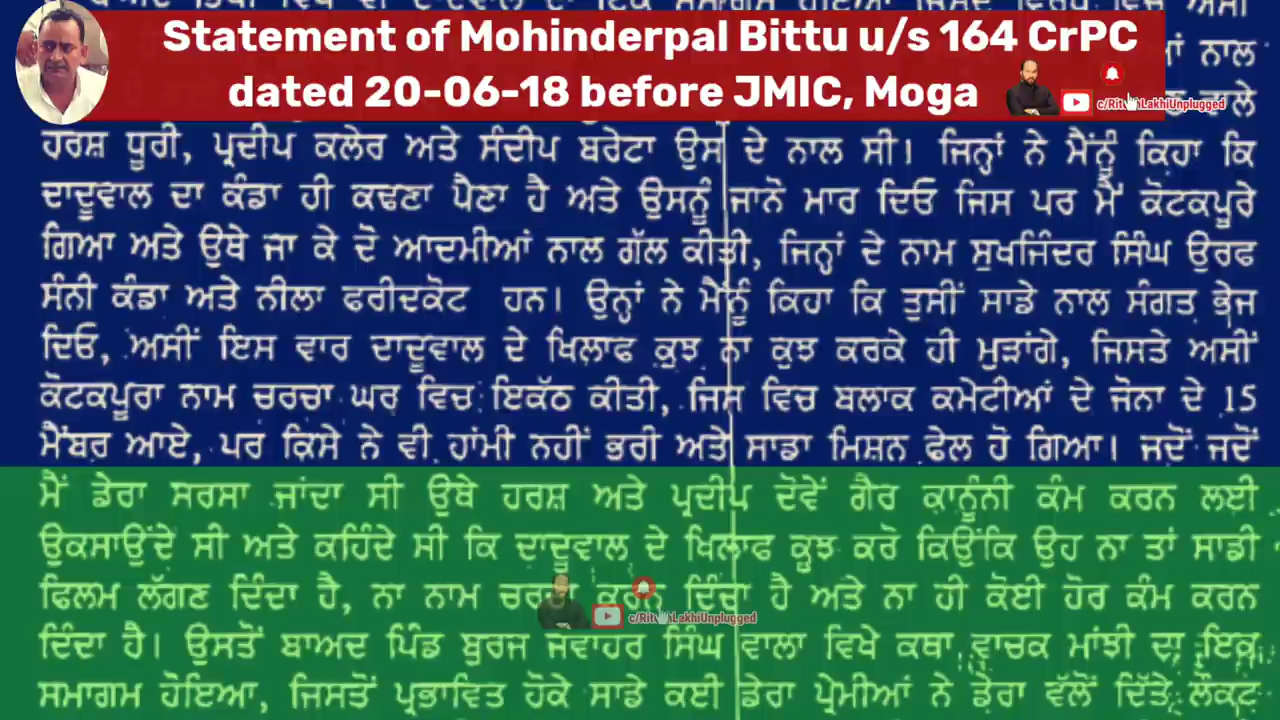 ਵਿਚ ਅਸੀਂ
Statement of Mohinderpal Bittu u/s 164 CrPC
dated 20-06-18 before JMIC, Moga
ਨਾਲ
ਹਰਸ਼ ਧੂਰੀ, ਪ੍ਰਦੀਪ ਕਲੇਰ ਅਤੇ ਸੰਦੀਪ ਬਰੇਟਾ ਉਸ ਦੇ ਨਾਲ ਸੀ। ਜਿਨ੍ਹਾਂ ਨੇ ਮੈਂਨੂੰ ਕਿਹਾ ਕਿ
ਦਾਦੂਵਾਲ ਦਾ ਕੰਡਾ ਹੀ ਕਢਣਾ ਪੈਣਾ ਹੈ ਅਤੇ ਉਸਨੂੰ ਜਾਨੋ ਮਾਰ ਦਿਓ ਜਿਸ ਪਰ ਮੈਂ ਕੋਟਕਪੂਰੇ
ਗਿਆ ਅਤੇ ਉਥੇ ਜਾ ਕੇ ਦੋ ਆਦਮੀਆਂ ਨਾਲ ਗੱਲ ਕੀਤੀ, ਜਿਨ੍ਹਾਂ ਦੇ ਨਾਮ ਸੁਖਜਿੰਦਰ ਸਿੰਘ ਉਰਫ
ਸੰਨੀ ਕੰਡਾ ਅਤੇ ਨੀਲਾ ਫਰੀਦਕੋਟ ਹਨ। ਉਨ੍ਹਾਂ ਨੇ ਮੈਂਨੂੰ ਕਿਹਾ ਕਿ ਤੁਸੀਂ ਸਾਡੇ ਨਾਲ ਸੰਗਤ ਭੇਜ
ਦਿਓ, ਅਸੀਂ ਇਸ ਵਾਰ ਦਾਦੂਵਾਲ ਦੇ ਖਿਲਾਫ ਕੁਝ ਨਾ ਕੁਝ ਕਰਕੇ ਹੀ ਮੁੜਾਂਗੇ, ਜਿਸਤੇ ਅਸੀਂ
ਕੋਟਕਪੂਰਾ ਨਾਮ ਚਰਚਾ ਘਰ ਵਿਚ ਇਕੱਠ ਕੀਤੀ, ਜਿਸ ਵਿਚ ਬਲਾਕ ਕਮੇਟੀਆਂ ਦੇ ਜੋਨਾ ਦੇ 15
ਮੈਂਬਰ ਆਏ, ਪਰ ਕਿਸੇ ਨੇ ਵੀ ਹਾਂਮੀ ਨਹੀਂ ਭਰੀ ਅਤੇ ਸਾਡਾ ਮਿਸ਼ਨ ਫੇਲ ਹੋ ਗਿਆ। ਜਦੋਂ ਜਦੋਂ
ਮੈਂ ਡੇਰਾ ਸਰਸਾ ਜਾਂਦਾ ਸੀ ਉਥੇ ਹਰਸ਼ ਅਤੇ ਪ੍ਰਦੀਪ ਦੋਵੇਂ ਗੈਰ ਕਾਨੂੰਨੀ ਕੰਮ ਕਰਨ ਲਈ
ਉਕਸਾਉਂਦੇ ਸੀ ਅਤੇ ਕਹਿੰਦੇ ਸੀ ਕਿ ਦਾਦੂਵਾਲ ਦੇ ਖਿਲਾਫ ਕੁਝ ਕਰੋ ਕਿਉਂਕਿ ਉਹ ਨਾ ਤਾਂ ਸਾਡੀ
ਫਿਲਮ ਲੱਗਣ ਦਿੰਦਾ ਹੈ, ਨਾ ਨਾਮ ਚਰਚਾ ਕਰਨ ਦਿੰਦਾ ਹੈ ਅਤੇ ਨਾ ਹੀ ਕੋਈ ਹੋਰ ਕੰਮ ਕਰਨ
ਦਿੰਦਾ ਹੈ। ਉਸਤੋਂ ਬਾਅਦ ਪਿੰਡ ਬੁਰਜ ਜਵਾਹਰ ਸਿੰਘ ਵਾਲਾ ਵਿਖੇ ਕਥਾ ਵਾਚਕ ਮਾਂਝੀ ਦਾ ਇਕ
ਸਮਾਗਮ ਹੋਇਆ, ਜਿਸਤੋਂ ਪ੍ਰਭਾਵਿਤ ਹੋਕੇ ਸਾਡੇ ਕਈ ਡੇਰਾ ਪ੍ਰੇਮੀਆਂ ਨੇ ਡੇਰਾ ਵੱਲੋਂ ਦਿੱਤੇ ਲੌਕਟ